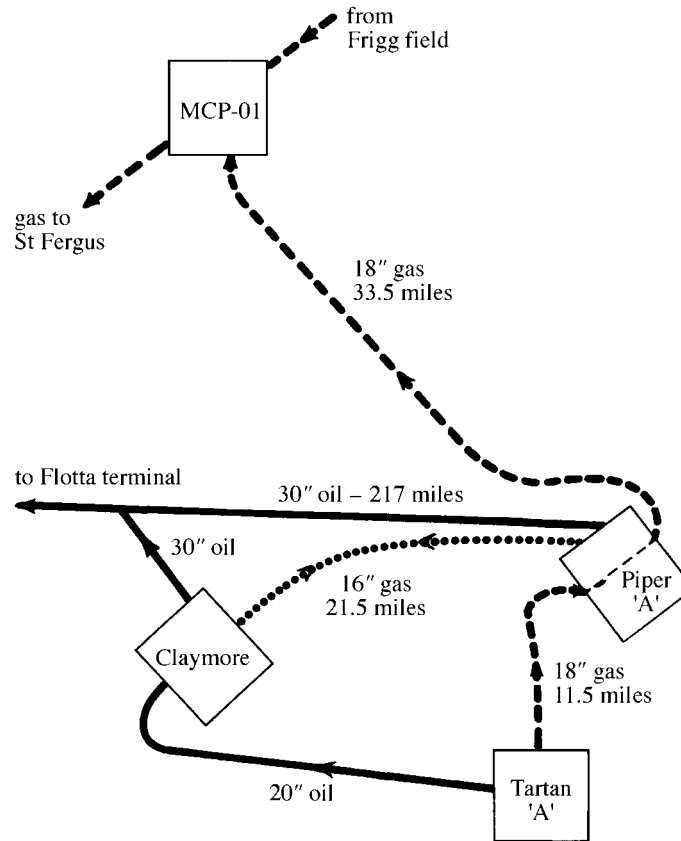 from
Frigg field
MCP-01
gas to
St Fergus
18" gas
33.5 miles
to Flotta terminal
30" oil – 217 miles
30" oil
16" gas
21.5 miles
Piper
'A'
Claymore
18" gas
11.5 miles
20" oil
Tartan
'A'